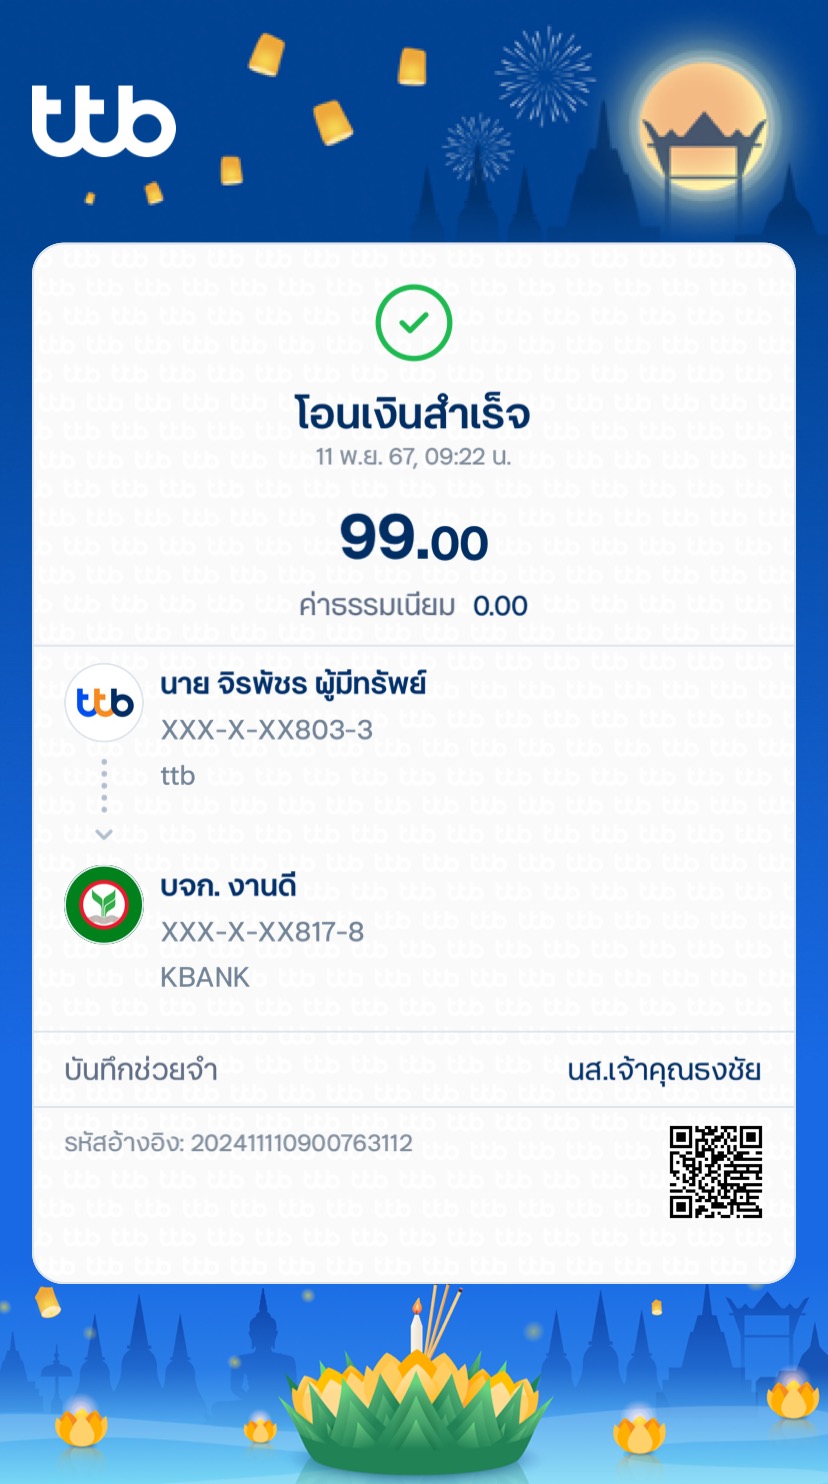 ttb
โอนเงินสำเร็จ
11 พ.ย. 67, 09:22 น.
99.00
ค่าธรรมเนียม 0.00
ttb
นาย จิรพัชร ผู้มีทรัพย์
XXX-X-XX803-3
ttb
บจก. งานดี
XXX-X-XX817-8
KBANK
บันทึกช่วยจำ นส.เจ้าคุณธงชัย
รหัสอ้างอิง: 202411110900763112